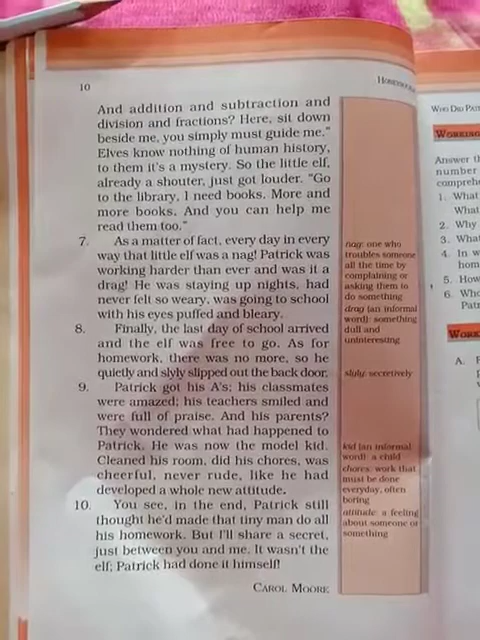 10
And addition and subtraction and
division and fractions? Here, sit down
beside me, you simply must guide me."
Elves know nothing of human history,
to them it's a mystery. So the little elf,
already a shouter, just got louder. "Go
to the library, I need books. More and
more books. And you can help me
read them too."
7. As a matter of fact, every day in every
way that little elf was a nag! Patrick was
working harder than ever and was it a
drag! He was staying up nights, had
never felt so weary, was going to school
with his eyes puffed and bleary.
8. Finally, the last day of school arrived
and the elf was free to go. As for
homework, there was no more, so he
quietly and slyly slipped out the back door.
9. Patrick got his A's; his classmates
were amazed; his teachers smiled and
were full of praise. And his parents?
They wondered what had happened to
Patrick. He was now the model kid.
Cleaned his room, did his chores, was
cheerful, never rude, like he had
developed a whole new attitude.
10. You see, in the end, Patrick still
thought he'd made that tiny man do all
his homework. But I'll share a secret,
just between you and me. It wasn't the
elf; Patrick had done it himself!
CAROL MOORE
nag: one who
troubles someone
all the time by
complaining or
asking them to
do something
drag (an informal
word): something
dull and
uninteresting
slyly: secretively
kid (an informal
word): a child
chores: work that
must be done
everyday, often
boring
attitude: a feeling
about someone or
something
WHO DID
Answer
number
1. What
What
2. Why
3. What
4. In
5. How
6.
A.